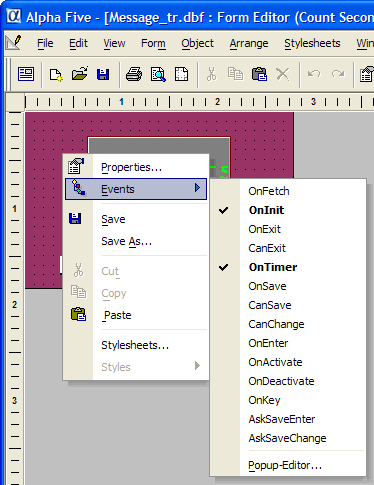 Alpha Five - [Message_tr.dbf : Form Editor (Count Secon
File Edit View Form Object Arrange Stylesheets Win
1 2 3
1
2
3
Properties...
Events
Save
Save As...
Cut
Copy
Paste
Stylesheets...
Styles
OnFetch
OnInit
OnExit
CanExit
OnTimer
OnSave
CanSave
CanChange
OnEnter
OnActivate
OnDeactivate
OnKey
AskSaveEnter
AskSaveChange
Popup-Editor...